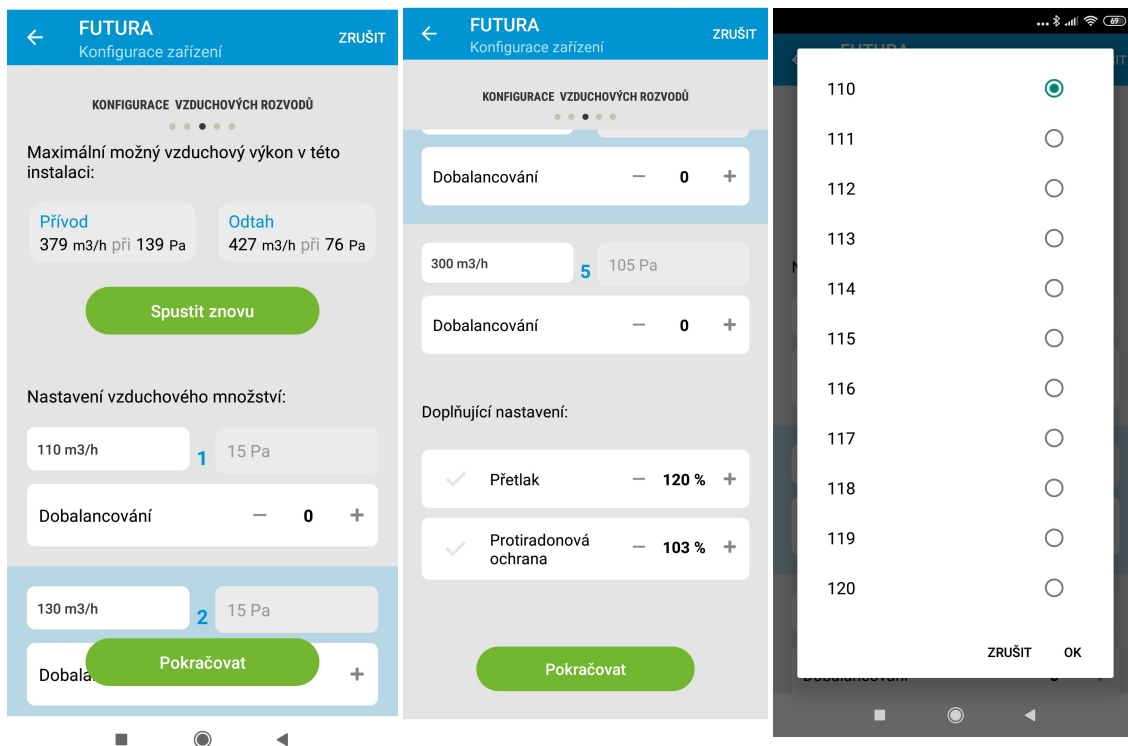 FUTURA
Konfigurace zařízení
ZRUŠIT
KONFIGURACE VZDUCHOVÝCH ROZVODŮ
Maximální možný vzduchový výkon v této
instalaci:
Přívod
379 m3/h při 139 Pa
Odtah
427 m3/h při 76 Pa
Spustit znovu
Nastavení vzduchového množství:
110 m3/h
1
15 Pa
Dobalancování
— 0 +
130 m3/h
2
15 Pa
Dobala
+
Pokračovat
FUTURA
Konfigurace zařízení
ZRUŠIT
KONFIGURACE VZDUCHOVÝCH ROZVODŮ
Dobalancování
— 0 +
300 m3/h
5
105 Pa
Dobalancování
— 0 +
Doplňující nastavení:
Přetlak
— 120 % +
Protiradonová
ochrana
— 103 % +
Pokračovat
69
FUTURA
110
111
112
113
114
115
116
117
118
119
120
ZRUŠIT
OK
Dobalancování